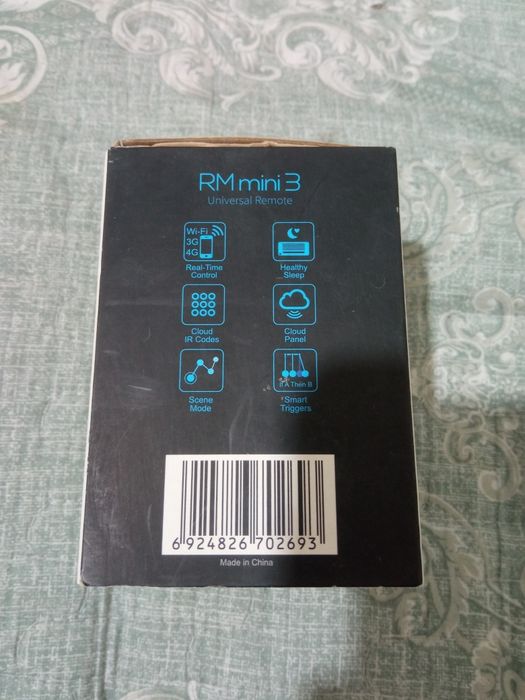 RM mini 3
Universal Remote
Wi-Fi
3G
4G
Real-Time
Control
Healthy
Sleep
Cloud
IR Codes
Cloud
Panel
Scene
Mode
If A Then B
Smart
Triggers
6 924826 702693
Made in China